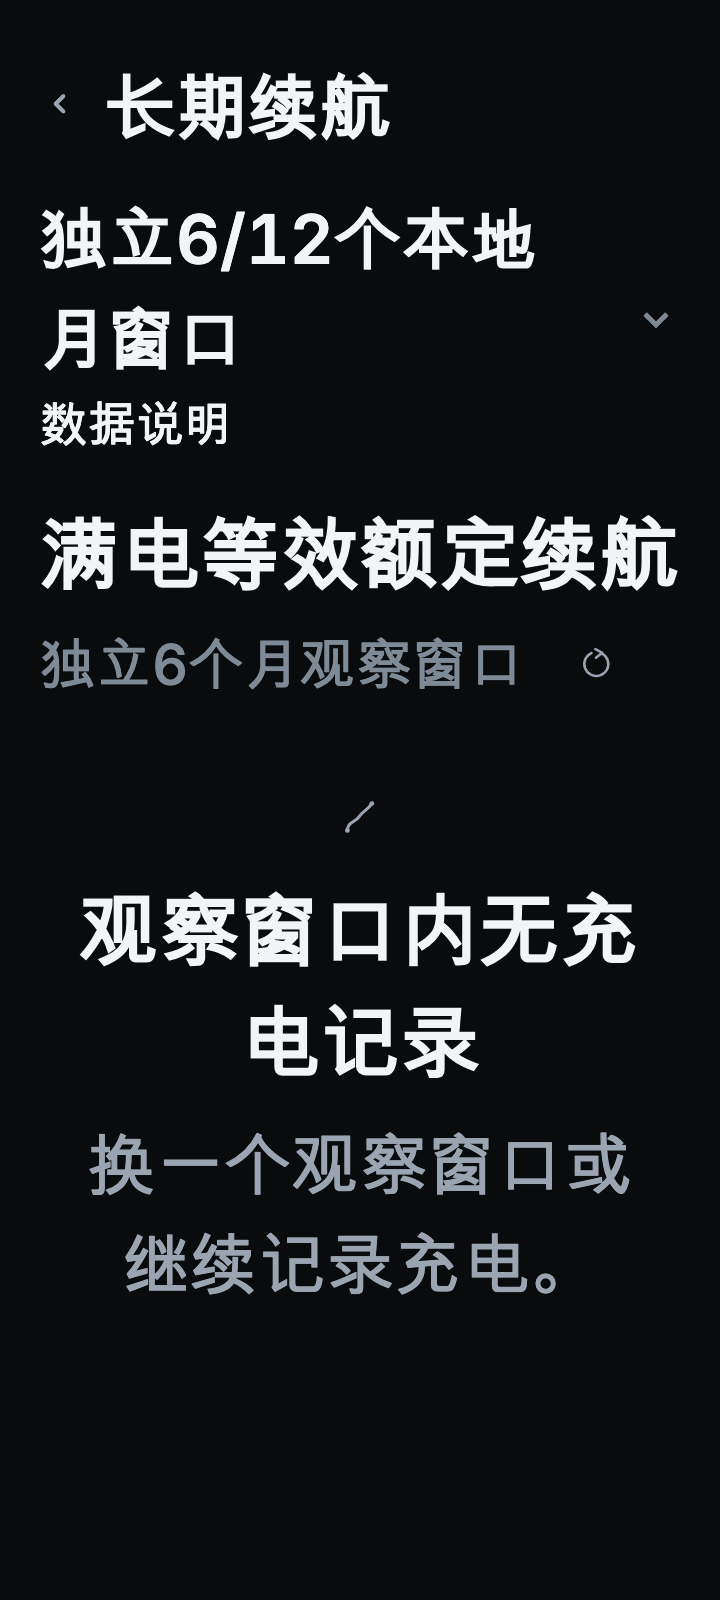 长期续航
独立6/12个本地
月窗口
数据说明
满电等效额定续航
独立6个月观察窗口
观察窗口内无充
电记录
换一个观察窗口或
继续记录充电。